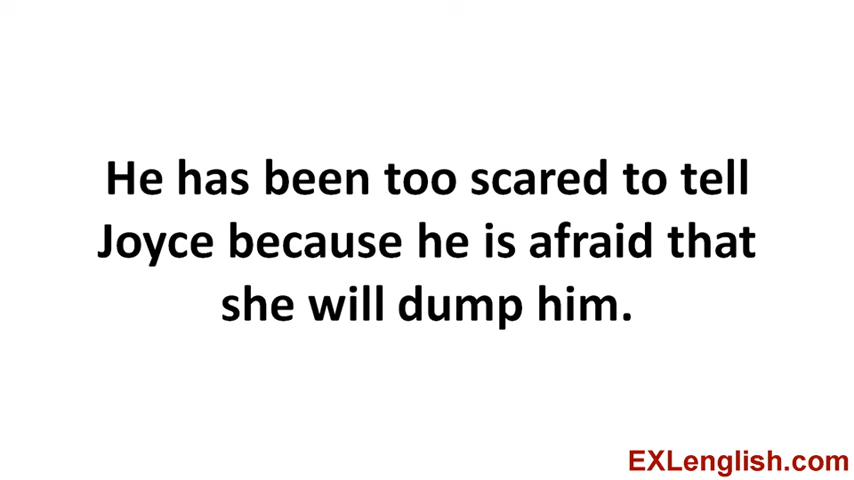 He has been too scared to tell
Joyce because he is afraid that
she will dump him.
EXLenglish.com